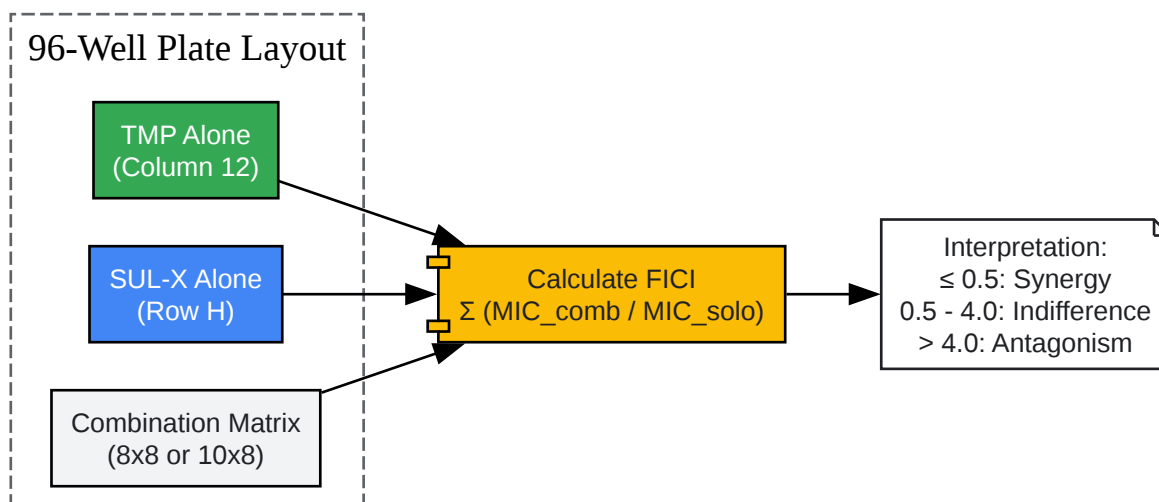 96-Well Plate Layout
TMP Alone
(Column 12)
SUL-X Alone
(Row H)
Combination Matrix
(8x8 or 10x8)
Calculate FICI
Σ (MIC_comb / MIC_solo)
Interpretation:
≤ 0.5: Synergy
0.5 - 4.0: Indifference
> 4.0: Antagonism